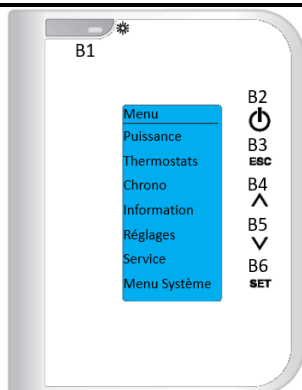 B1
B2
B3
ESC
B4
B5
B6
SET
Menu
Puissance
Thermostats
Chrono
Information
Réglages
Service
Menu Système